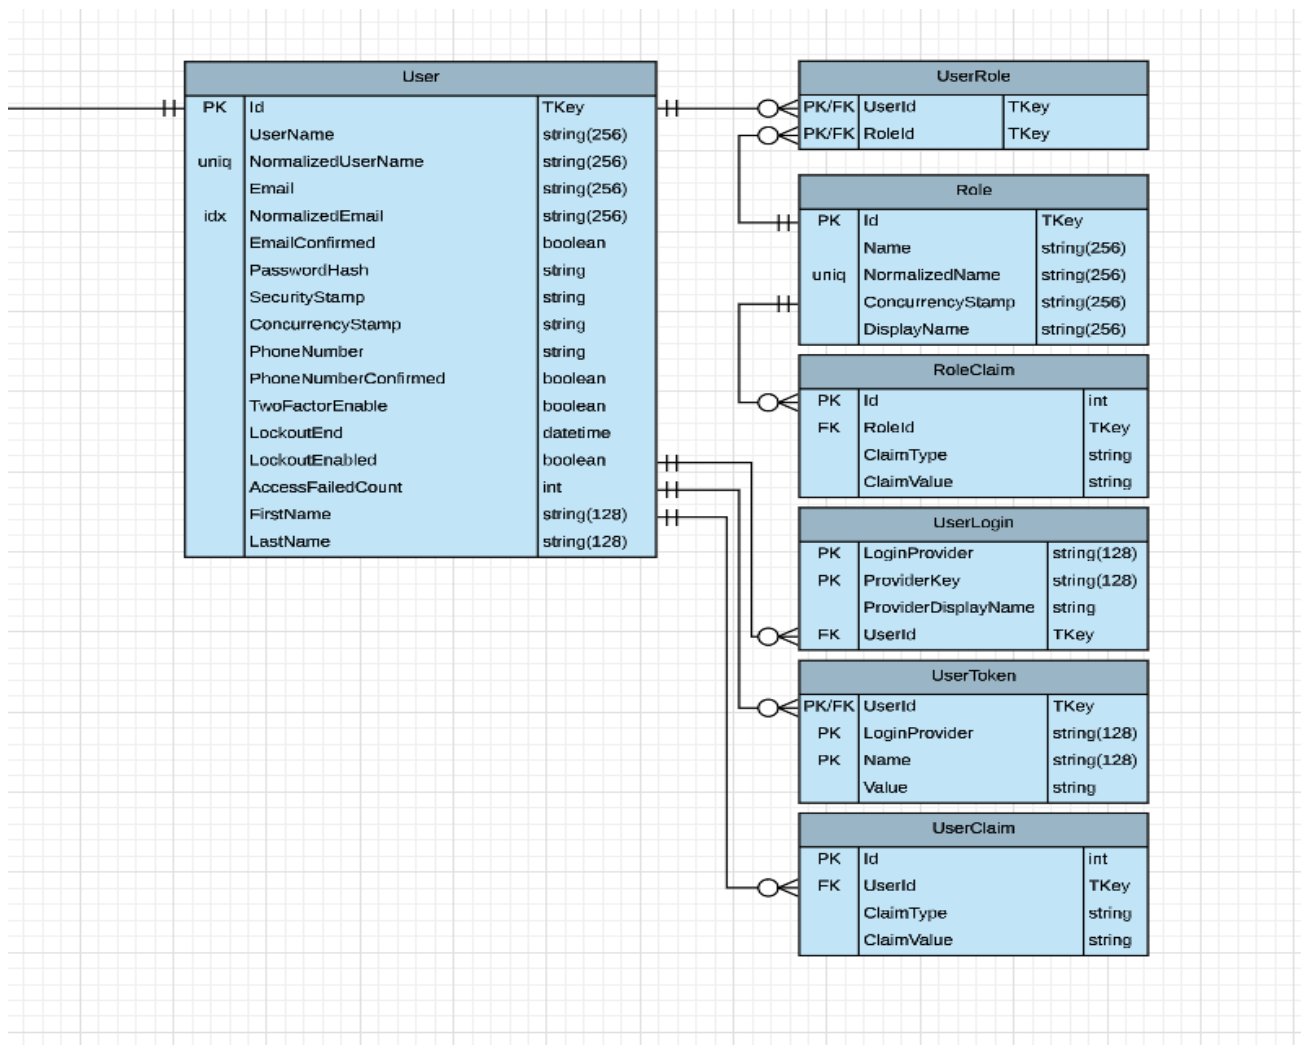 User
PK Id TKey
UserName string(256)
uniq NormalizedUserName string(256)
Email string(256)
idx NormalizedEmail string(256)
EmailConfirmed boolean
PasswordHash string
SecurityStamp string
ConcurrencyStamp string
PhoneNumber string
PhoneNumberConfirmed boolean
TwoFactorEnable boolean
LockoutEnd datetime
LockoutEnabled boolean
AccessFailedCount int
FirstName string(128)
LastName string(128)
UserRole
PK/FK UserId TKey
PK/FK RoleId TKey
Role
PK Id TKey
Name string(256)
uniq NormalizedName string(256)
ConcurrencyStamp string(256)
DisplayName string(256)
RoleClaim
PK Id int
FK RoleId TKey
ClaimType string
ClaimValue string
UserLogin
PK LoginProvider string(128)
PK ProviderKey string(128)
ProviderDisplayName string
FK UserId TKey
UserToken
PK/FK UserId TKey
PK LoginProvider string(128)
PK Name string(128)
Value string
UserClaim
PK Id int
FK UserId TKey
ClaimType string
ClaimValue string